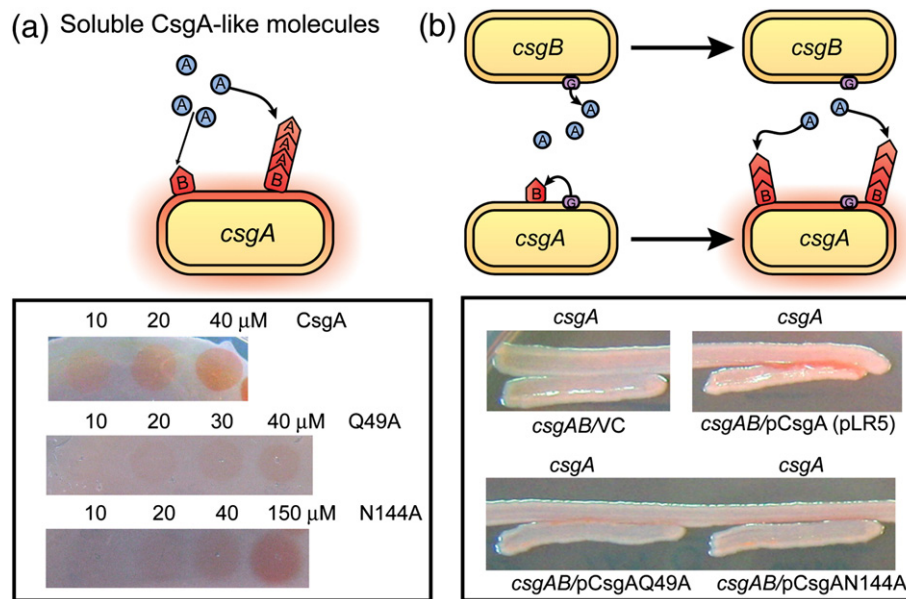 (a) Soluble CsgA-like molecules
A
A
A
A
A
A
A
B
B
csgA
10 20 40 μM CsgA
10 20 30 40 μM Q49A
10 20 40 150 μM N144A
(b)
csgB csgB
G G
A A A
A A
B G
B G B
csgA csgA
csgA csgA
csgAB/VC csgAB/pCsgA (pLR5)
csgA csgA
csgAB/pCsgAQ49A csgAB/pCsgAN144A